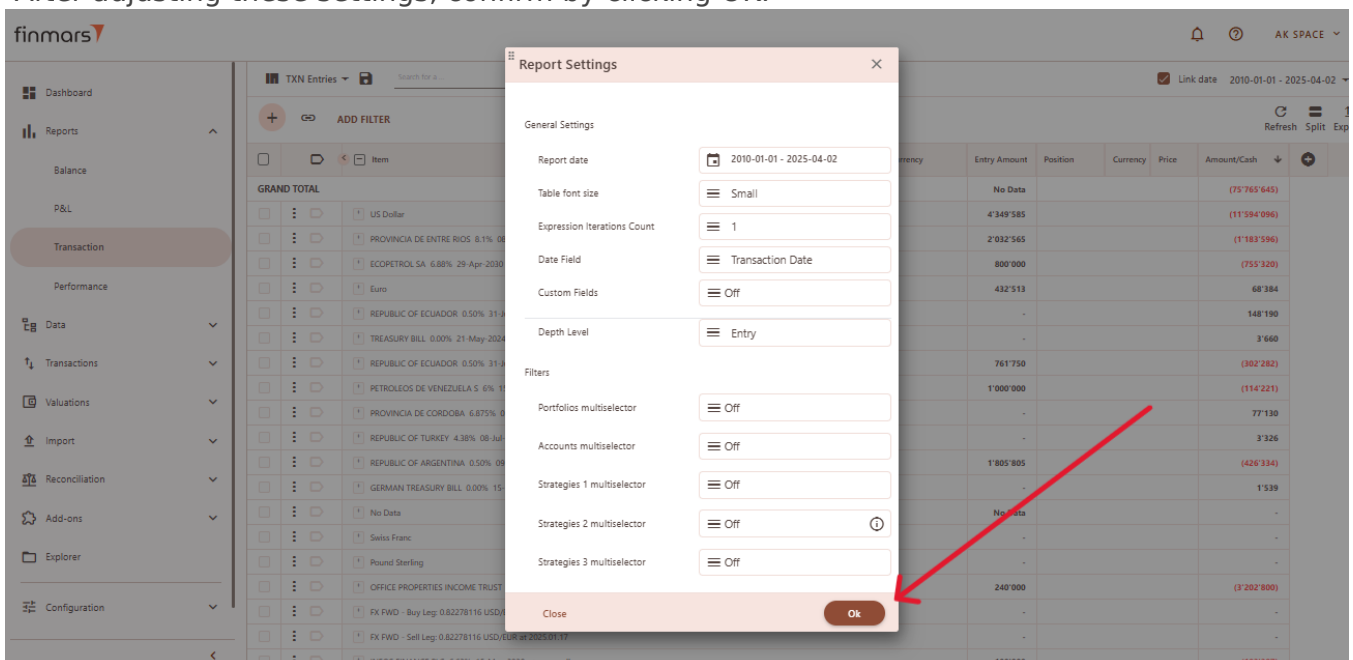 After adjusting these settings, confirm by clicking OK.
finmars
AK SPACE
TXN Entries
Search for a ...
Link date 2010-01-01 - 2025-04-02
ADD FILTER
Refresh Split Exp
Dashboard
Reports
Balance
P&L
Transaction
Performance
Data
Transactions
Valuations
Import
Reconciliation
Add-ons
Explorer
Configuration
Item
Entry Amount Position Currency Price Amount/Cash
GRAND TOTAL No Data (75'765'645)
US Dollar 4'349'585 (11'594'096)
PROVINCIA DE ENTRE RIOS 8.1% 08 2'032'565 (1'183'596)
ECOPETROL SA 6.88% 29-Apr-2030 800'000 (755'320)
Euro 432'513 68'384
REPUBLIC OF ECUADOR 0.50% 31-J - 148'190
TREASURY BILL 0.00% 21-May-2024 - 3'660
REPUBLIC OF ECUADOR 0.50% 31-J 761'750 (302'282)
PETROLEOS DE VENEZUELA S 6% 1 1'000'000 (114'221)
PROVINCIA DE CORDOBA 6.875% 0 - 77'130
REPUBLIC OF TURKEY 4.38% 08-Jul- - 3'326
REPUBLIC OF ARGENTINA 0.50% 09 1'805'805 (426'334)
GERMAN TREASURY BILL 0.00% 15- - 1'539
No Data No Data -
Swiss Franc - -
Pound Sterling - -
OFFICE PROPERTIES INCOME TRUST 240'000 (3'202'800)
FX FWD - Buy Leg: 0.82278116 USD/E - -
FX FWD - Sell Leg: 0.82278116 USD/EUR at 2025.01.17 - -
Report Settings
General Settings
Report date 2010-01-01 - 2025-04-02
Table font size Small
Expression Iterations Count 1
Date Field Transaction Date
Custom Fields Off
Depth Level Entry
Filters
Portfolios multiselector Off
Accounts multiselector Off
Strategies 1 multiselector Off
Strategies 2 multiselector Off
Strategies 3 multiselector Off
Close Ok